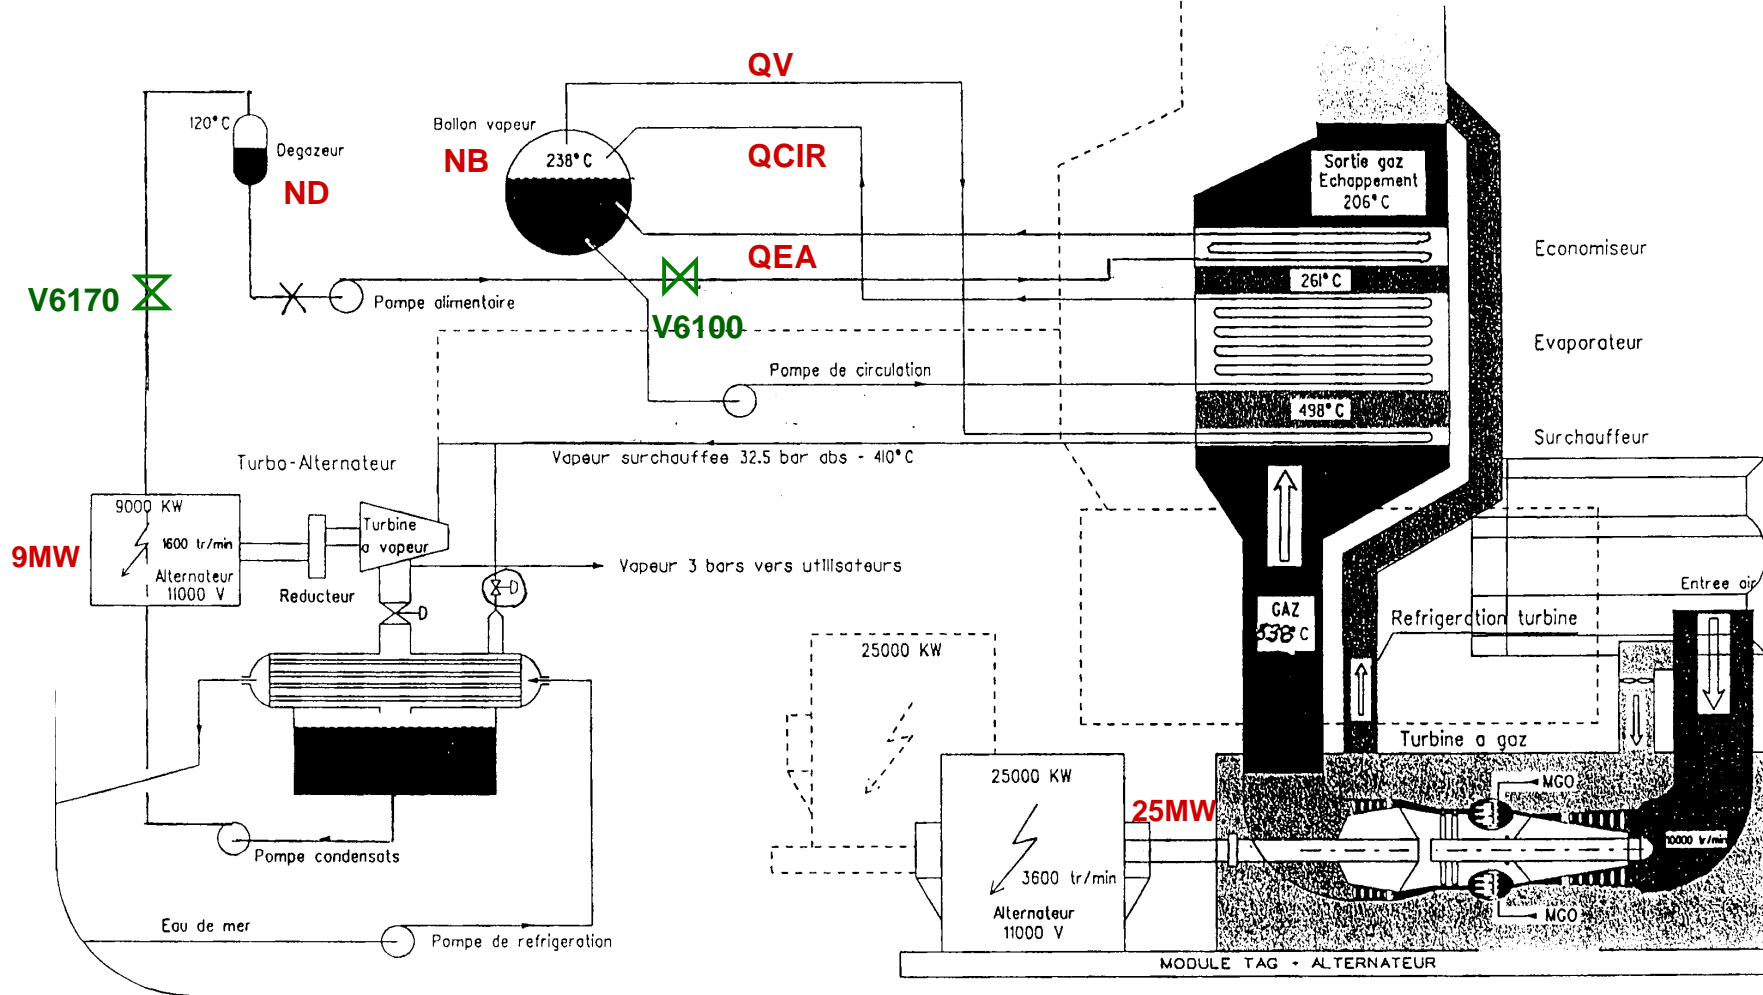 QV
120°C
Degazeur
ND
Ballon vapeur
NB
238°C
QCIR
QEA
Sortie gaz
Echappement
206°C
Economiseur
261°C
V6170
Pompe alimentaire
V6100
Evaporateur
Pompe de circulation
498°C
Surchauffeur
Vapeur surchauffee 32.5 bar abs - 410°C
Turbo-Alternateur
9000 KW
1600 tr/min
Alternateur
11000 V
9MW
Turbine
a vapeur
Reducteur
Vapeur 3 bars vers utilisateurs
Entree air
GAZ
538°C
Refrigeration turbine
25000 KW
Turbine a gaz
25000 KW
25MW
MGO
10000 tr/min
3600 tr/min
Alternateur
11000 V
MGO
Pompe condensats
Eau de mer
Pompe de refrigeration
MODULE TAG - ALTERNATEUR